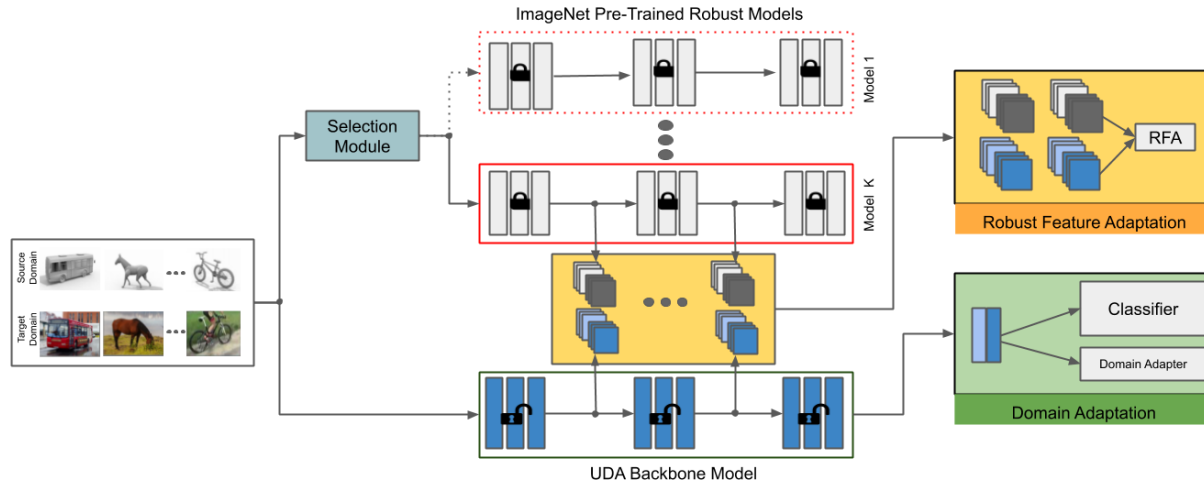 ImageNet Pre-Trained Robust Models
Model 1
Selection
Module
Model K
RFA
Robust Feature Adaptation
Source
Domain
Target
Domain
Classifier
Domain Adapter
Domain Adaptation
UDA Backbone Model